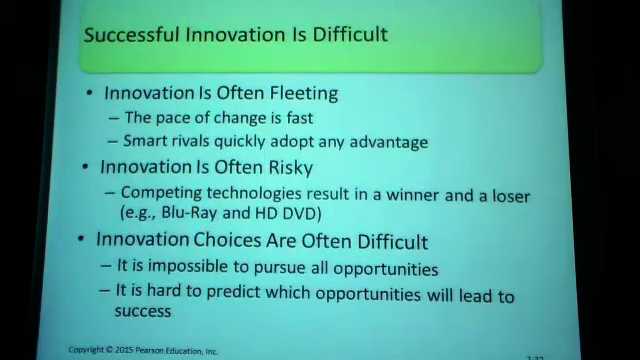 Successful Innovation Is Difficult
• Innovation Is Often Fleeting
– The pace of change is fast
– Smart rivals quickly adopt any advantage
• Innovation Is Often Risky
– Competing technologies result in a winner and a loser
(e.g., Blu-Ray and HD DVD)
• Innovation Choices Are Often Difficult
– It is impossible to pursue all opportunities
– It is hard to predict which opportunities will lead to
success
Copyright © 2015 Pearson Education, Inc.